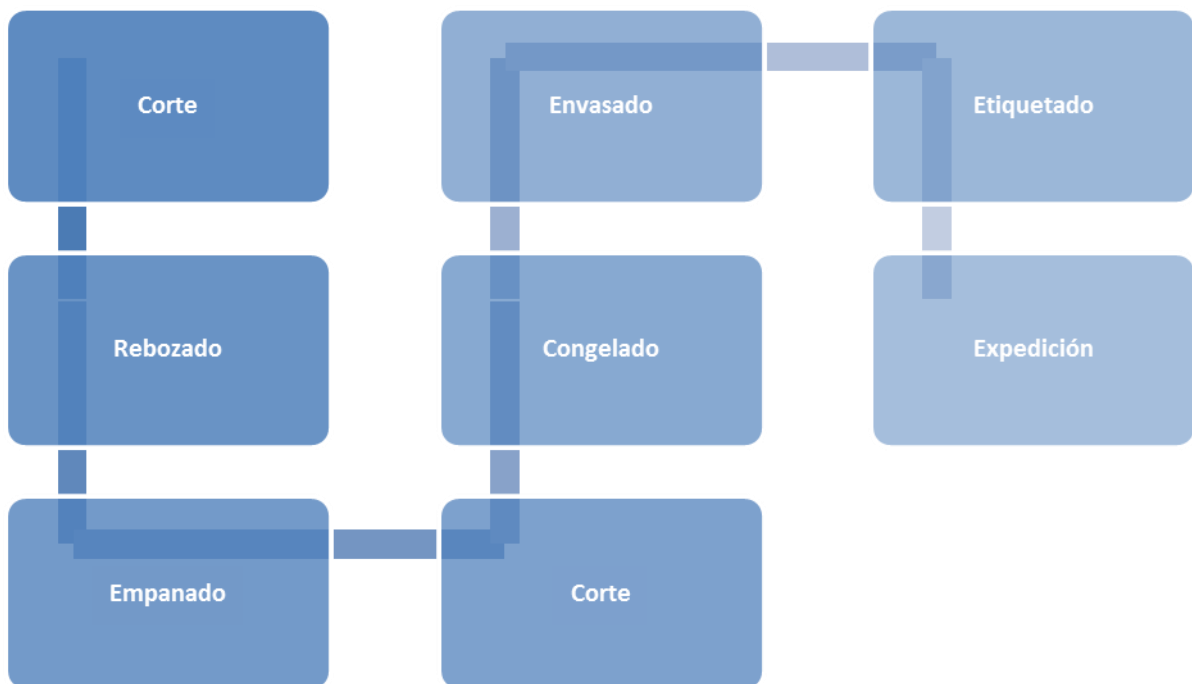 Corte
Rebozado
Empanado
Corte
Congelado
Envasado
Etiquetado
Expedición